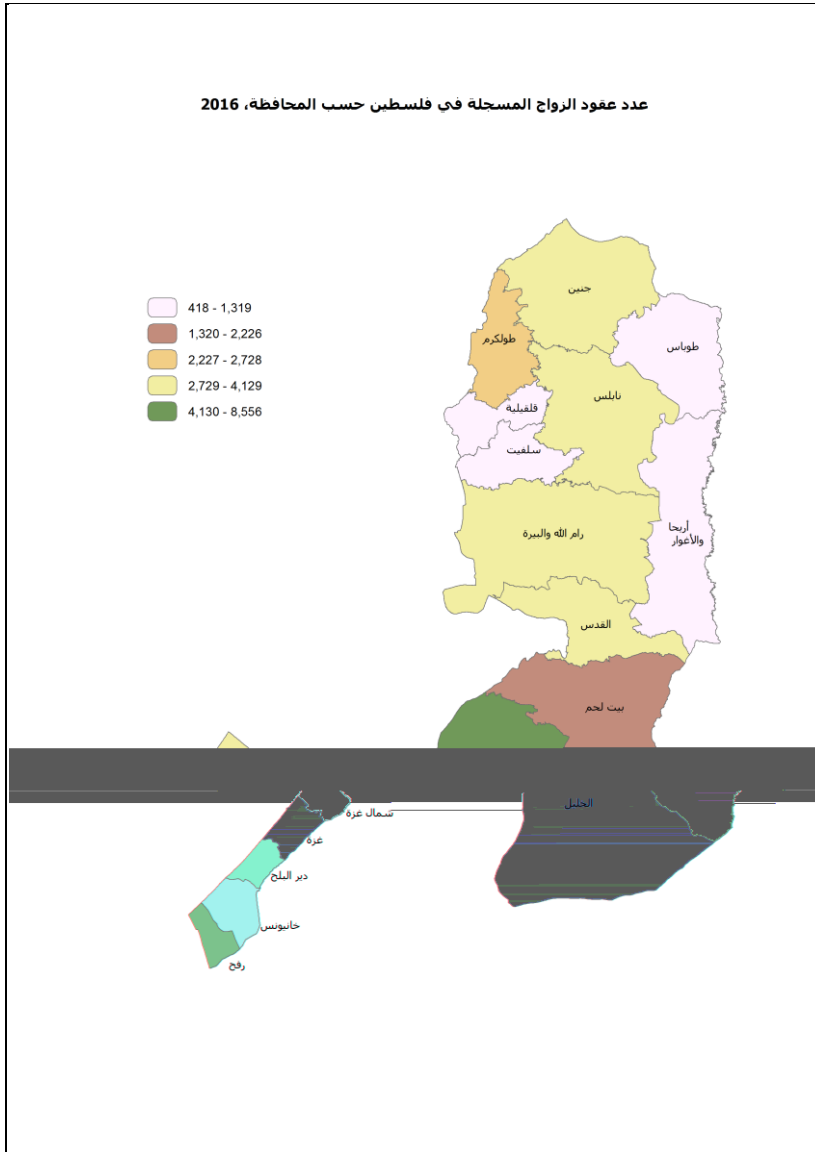 عدد عقود الزواج المسجلة في فلسطين حسب المحافظة، 2016
418 - 1,319
1,320 - 2,226
2,227 - 2,728
2,729 - 4,129
4,130 - 8,556
جنين
طولكرم
طوباس
نابلس
قلقيلية
سلفيت
رام الله والبيرة
أريحا
والأغوار
القدس
بيت لحم
الخليل
شمال غزة
غزة
دير البلح
خانيونس
رفح